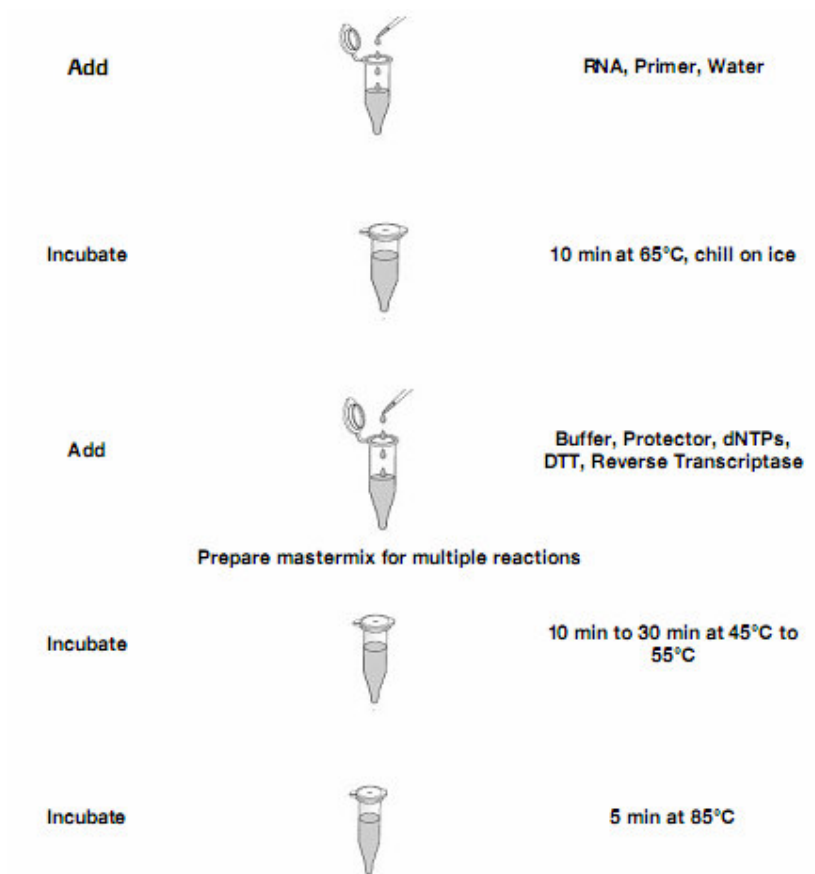 Add
RNA, Primer, Water
Incubate
10 min at 65°C, chill on ice
Add
Buffer, Protector, dNTPs,
DTT, Reverse Transcriptase
Prepare mastermix for multiple reactions
Incubate
10 min to 30 min at 45°C to
55°C
Incubate
5 min at 85°C